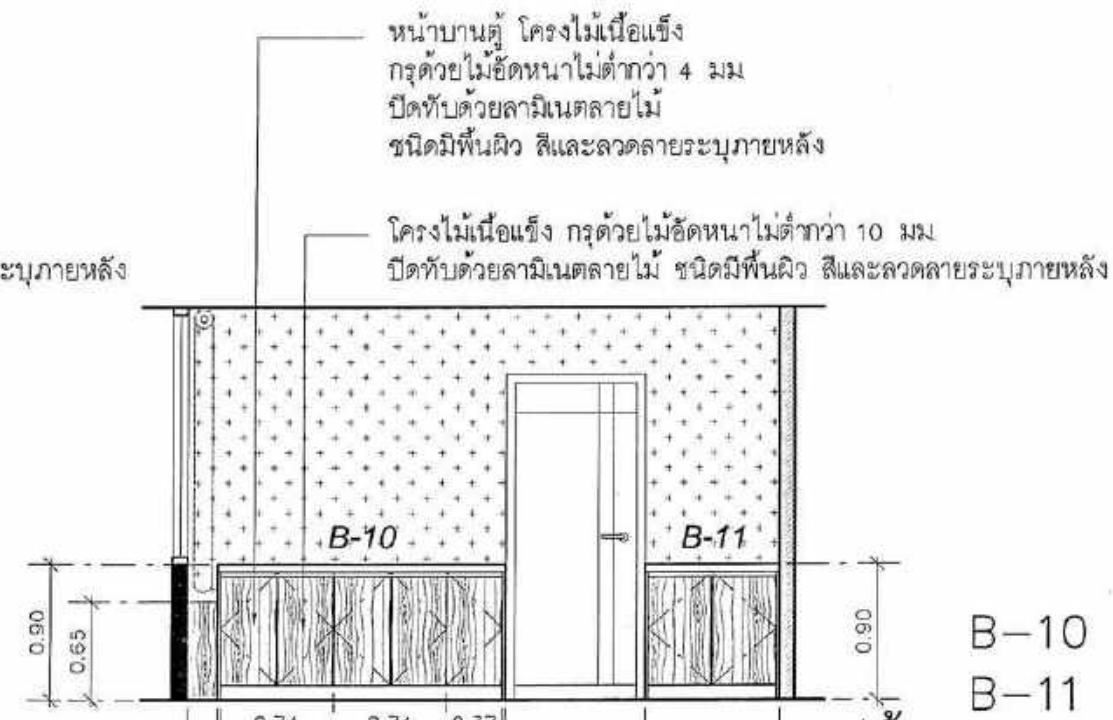 หน้าบานตู้ โครงไม้เนื้อแข็ง
กรุด้วยไม้อัดหนาไม่ต่ำกว่า 4 มม
ปิดทับด้วยลามิเนตลายไม้
ชนิดมีพื้นผิว สีและลวดลายระบุภายหลัง
โครงไม้เนื้อแข็ง กรุด้วยไม้อัดหนาไม่ต่ำกว่า 10 มม.
ปิดทับด้วยลามิเนตลายไม้ ชนิดมีพื้นผิว สีและลวดลายระบุภายหลัง
ะบุภายหลัง
B-10
B-11
0.90
0.65
0.90
B-10
B-11